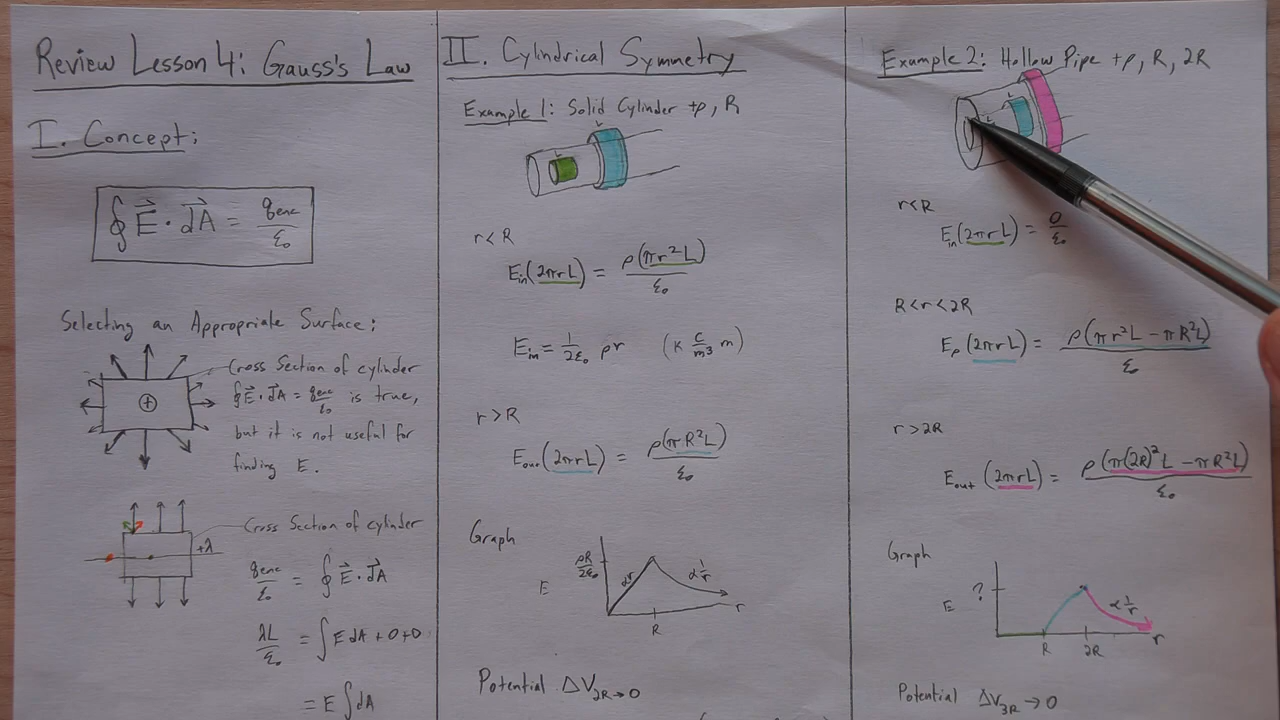 Review Lesson 4: Gauss's Law
I. Concept:
∮ E⃗ · dA⃗ = q_enc/ε₀
Selecting an Appropriate Surface:
Cross Section of cylinder
∮E⃗·dA⃗ = q_enc/ε₀ is true,
but it is not useful for
finding E.
+
Cross Section of cylinder
+λ
q_enc/ε₀ = ∮ E⃗·dA⃗
λL/ε₀ = ∫ E dA + 0 + 0
= E ∫ dA
II. Cylindrical Symmetry
Example 1: Solid Cylinder +ρ, R
L
L
r < R
E_in(2πrL) = ρ(πr²L)/ε₀
E_in = 1/2ε₀ ρr (K C/m³ m)
r > R
E_out(2πrL) = ρ(πR²L)/ε₀
Graph
ρR/2ε₀
E
αr
α 1/r
r
R
Potential ΔV_2R→0
Example 2: Hollow Pipe +ρ, R, 2R
L
L
r < R
E_in(2πrL) = 0/ε₀
R < r < 2R
E_ρ(2πrL) = ρ(πr²L − πR²L)/ε₀
r > 2R
E_out(2πrL) = ρ(π(2R)²L − πR²L)/ε₀
Graph
?
E
α 1/r
r
R 2R
Potential ΔV_3R→0